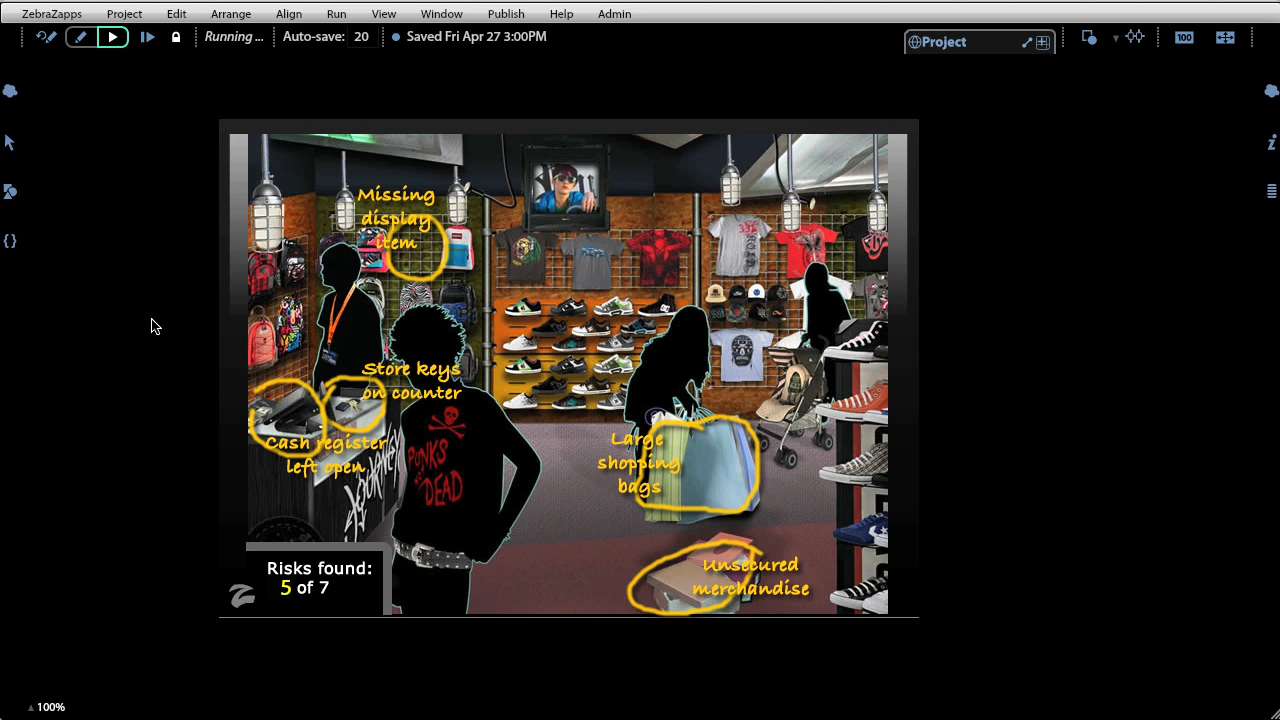 ZebraZapps Project Edit Arrange Align Run View Window Publish Help Admin
Running ... Auto-save: 20 Saved Fri Apr 27 3:00PM
Project
100
Missing
display
item
Store keys
on counter
Cash register
left open
PUNKS
NOT
DEAD
Large
shopping
bags
Unsecured
merchandise
Risks found:
5 of 7
100%